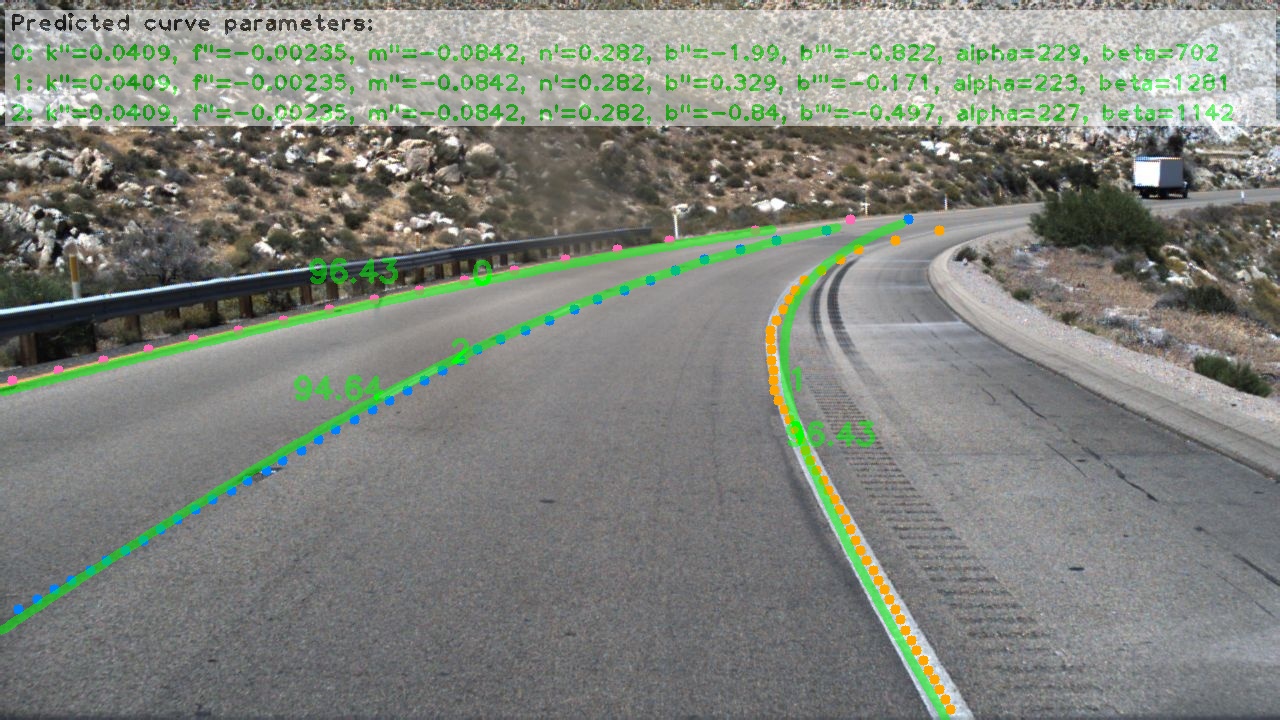 Predicted curve parameters:
0: k''=0.0409, f''=-0.00235, m''=-0.0842, n'=0.282, b''=-1.99, b'''=-0.822, alpha=229, beta=702
1: k''=0.0409, f''=-0.00235, m''=-0.0842, n'=0.282, b''=0.329, b'''=-0.171, alpha=223, beta=1281
2: k''=0.0409, f''=-0.00235, m''=-0.0842, n'=0.282, b''=-0.84, b'''=-0.497, alpha=227, beta=1142
96.43
0
2
94.64
1
96.43